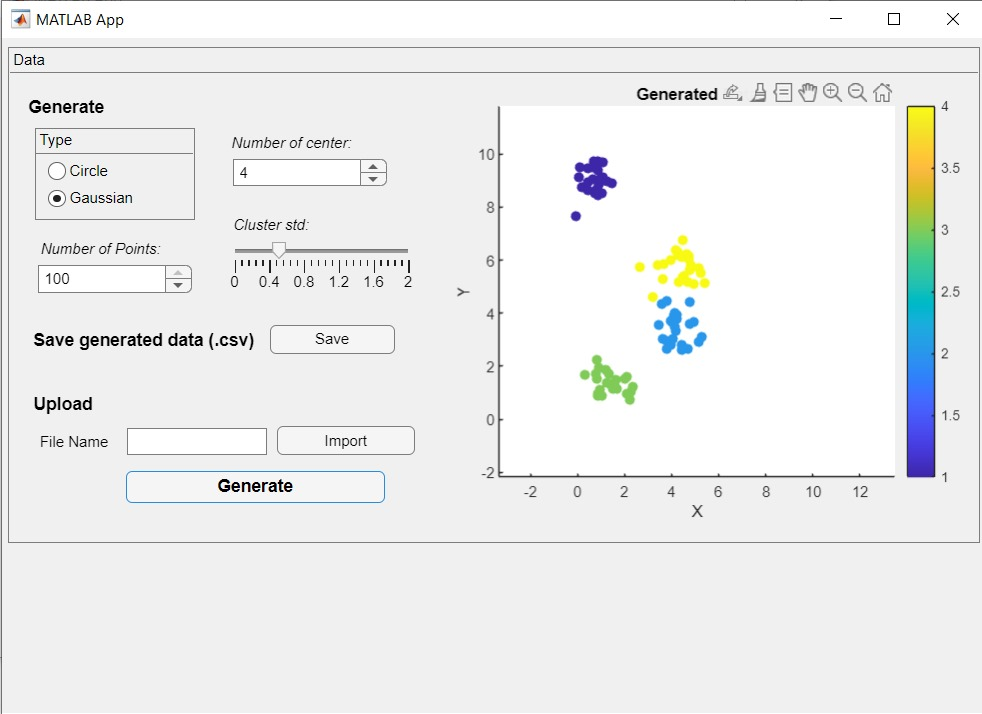 MATLAB App
Data
Generate
Type
Circle
Gaussian
Number of center:
4
Cluster std:
0 0.4 0.8 1.2 1.6 2
Number of Points:
100
Save generated data (.csv)
Save
Upload
File Name
Import
Generate
Generated
10
8
6
4
2
0
-2
Y
-2 0 2 4 6 8 10 12
X
4
3.5
3
2.5
2
1.5
1